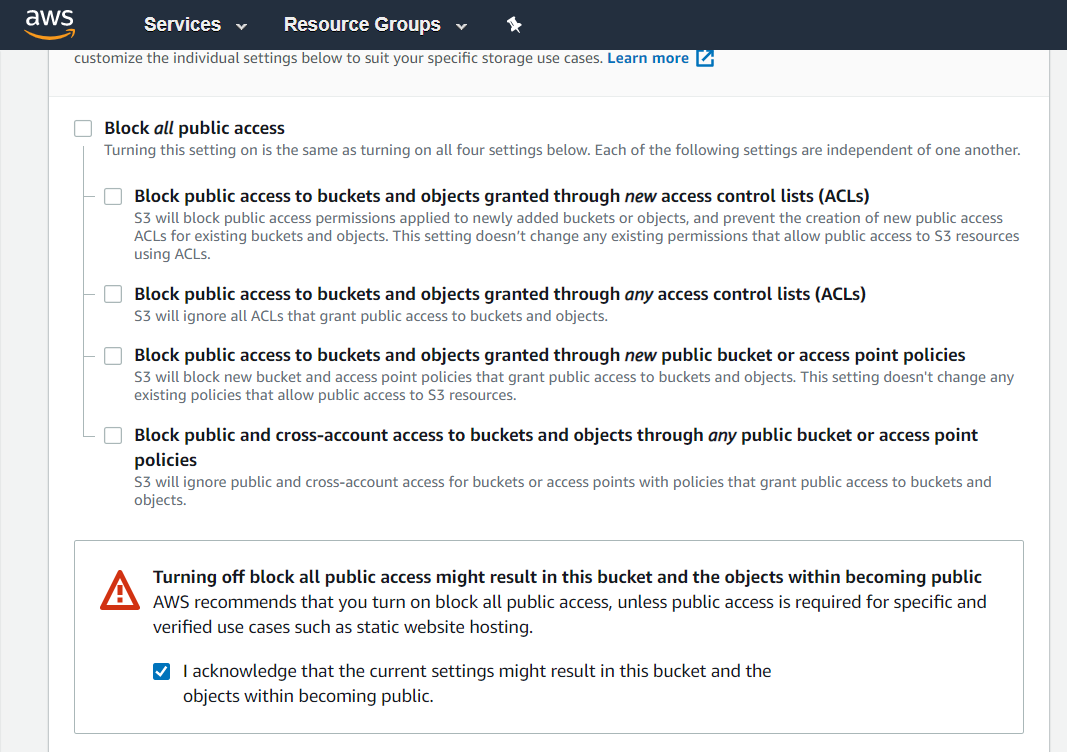 aws
Services
Resource Groups
customize the individual settings below to suit your specific storage use cases. Learn more
Block all public access
Turning this setting on is the same as turning on all four settings below. Each of the following settings are independent of one another.
Block public access to buckets and objects granted through new access control lists (ACLs)
S3 will block public access permissions applied to newly added buckets or objects, and prevent the creation of new public access
ACLs for existing buckets and objects. This setting doesn’t change any existing permissions that allow public access to S3 resources
using ACLs.
Block public access to buckets and objects granted through any access control lists (ACLs)
S3 will ignore all ACLs that grant public access to buckets and objects.
Block public access to buckets and objects granted through new public bucket or access point policies
S3 will block new bucket and access point policies that grant public access to buckets and objects. This setting doesn't change any
existing policies that allow public access to S3 resources.
Block public and cross-account access to buckets and objects through any public bucket or access point
policies
S3 will ignore public and cross-account access for buckets or access points with policies that grant public access to buckets and
objects.
Turning off block all public access might result in this bucket and the objects within becoming public
AWS recommends that you turn on block all public access, unless public access is required for specific and
verified use cases such as static website hosting.
I acknowledge that the current settings might result in this bucket and the
objects within becoming public.